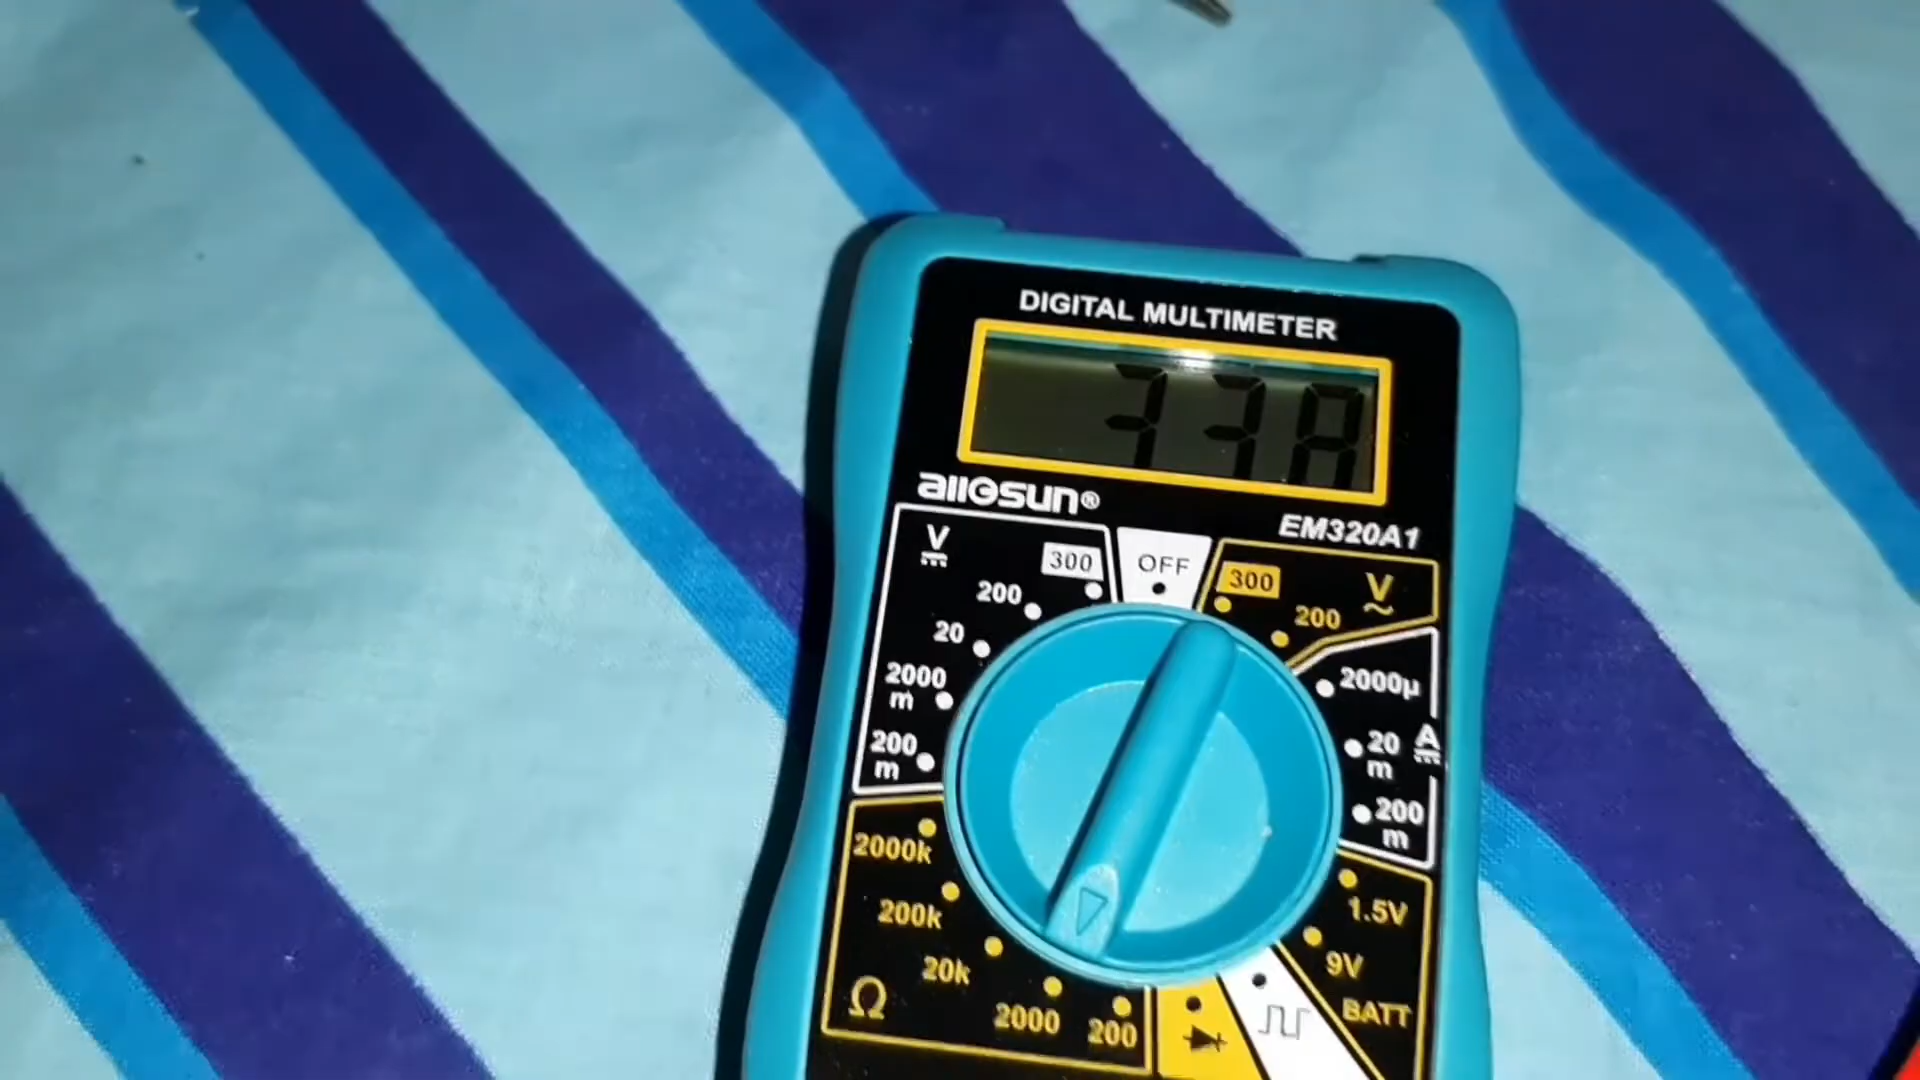 DIGITAL MULTIMETER
338
allosun®
EM320A1
V
300
OFF
300
V
200
200
20
2000µ
2000
m
20
m
A
200
m
200
m
2000k
1.5V
200k
9V
20k
BATT
Ω
2000
200